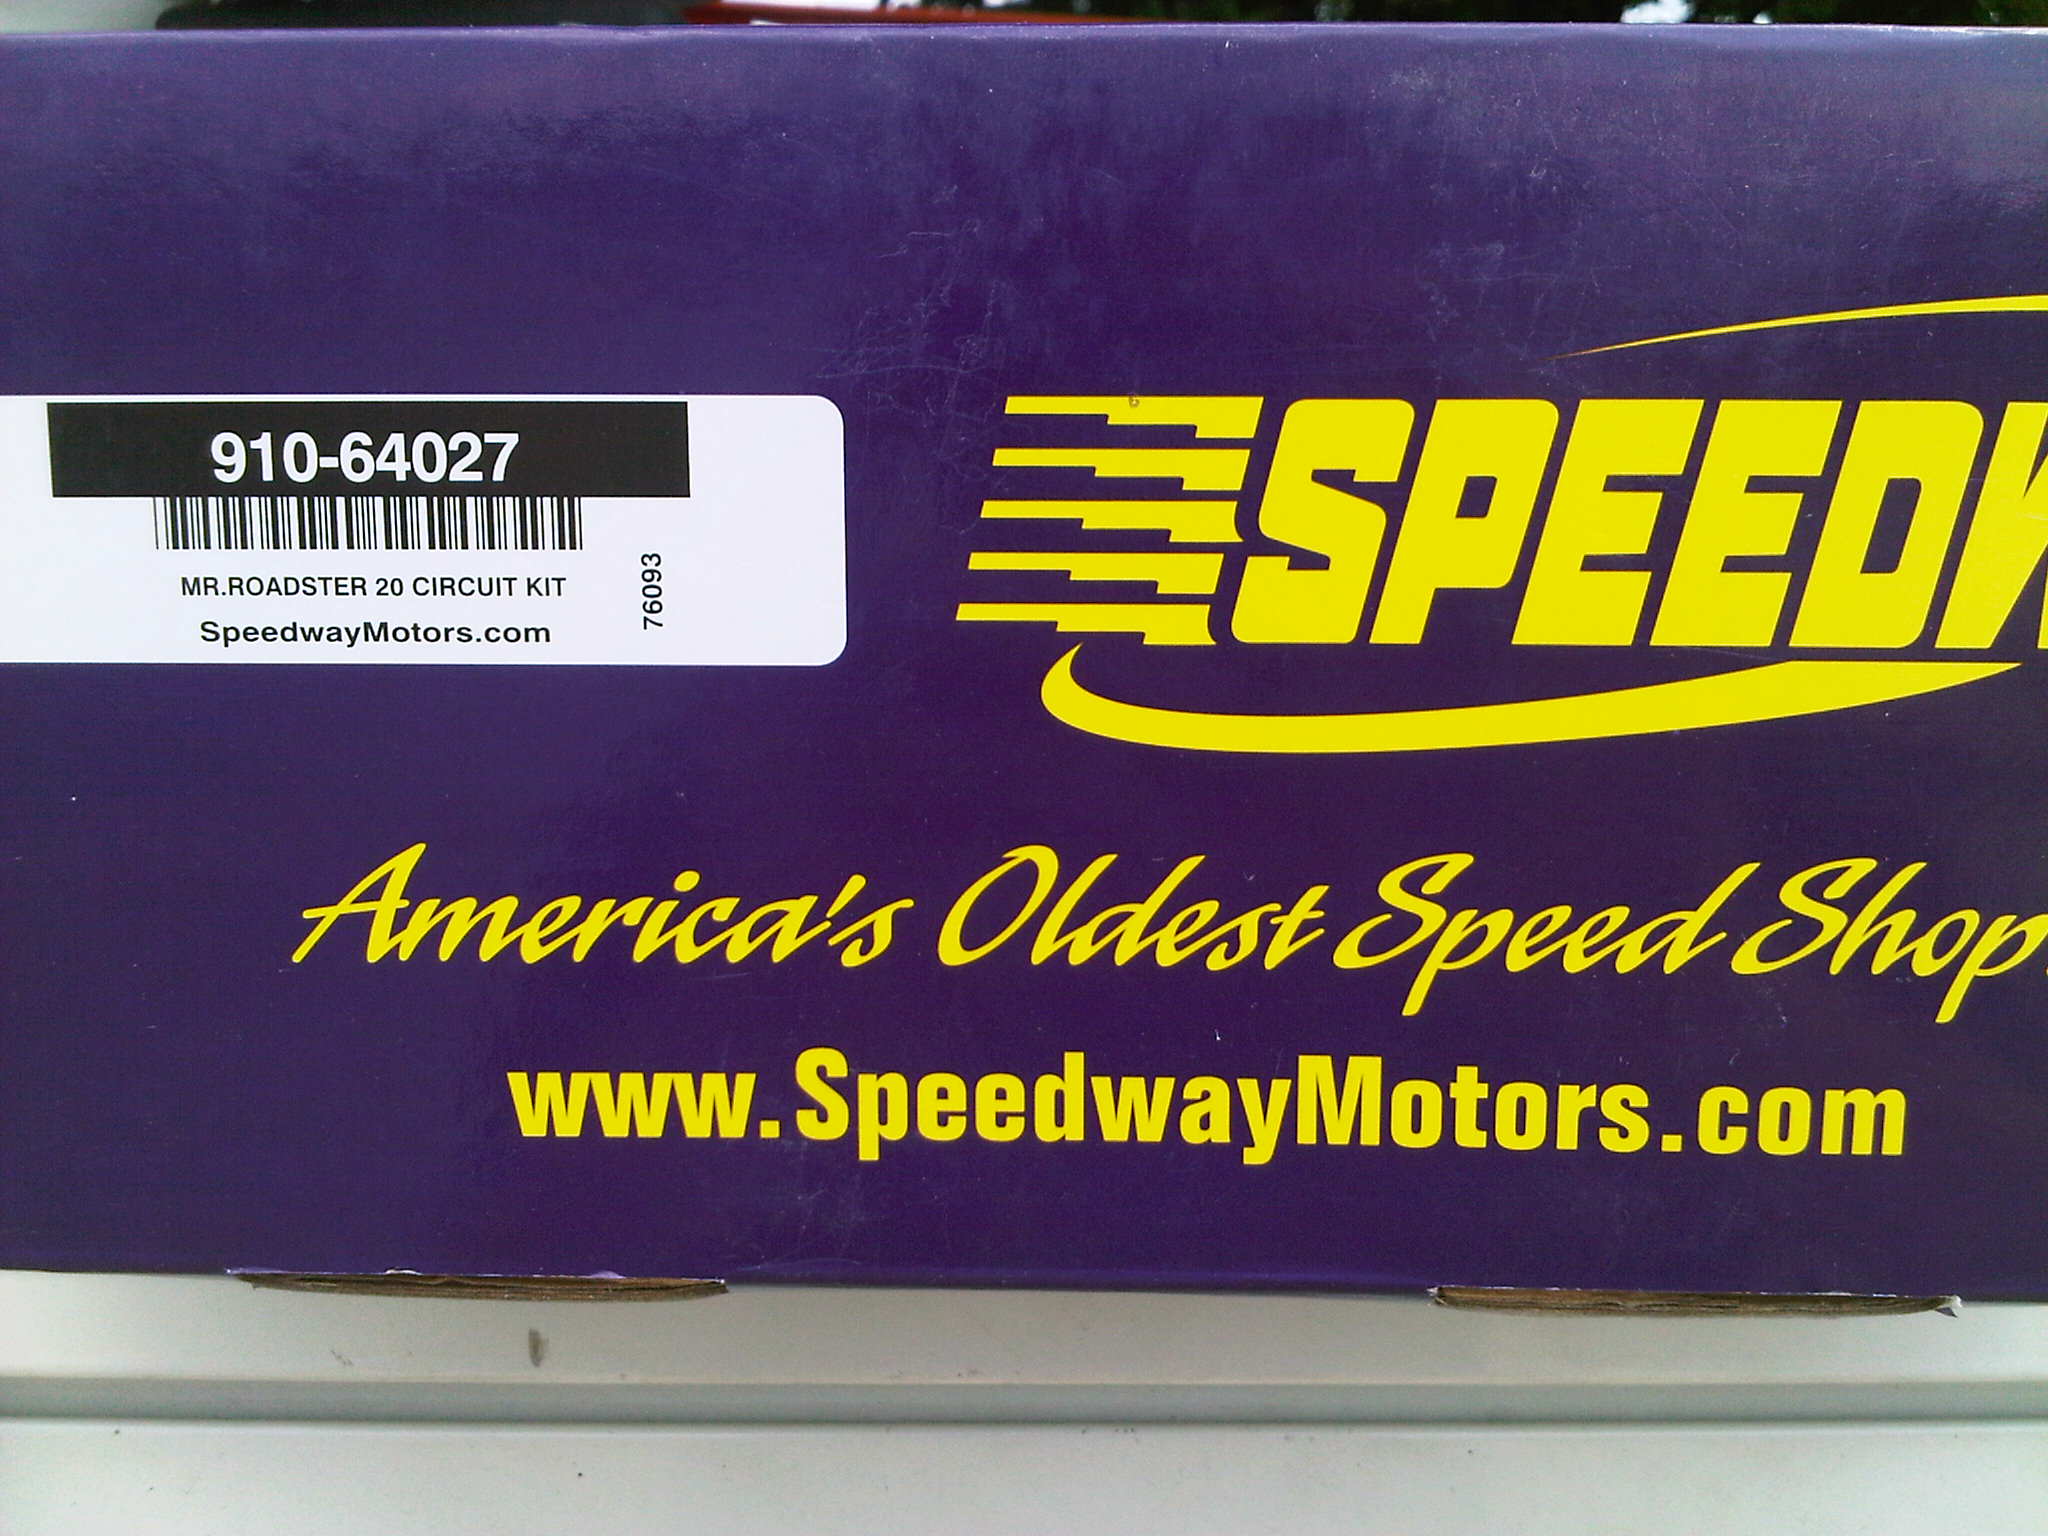 910-64027
MR.ROADSTER 20 CIRCUIT KIT
SpeedwayMotors.com
76093
SPEEDW
America's Oldest Speed Shop
www.SpeedwayMotors.com